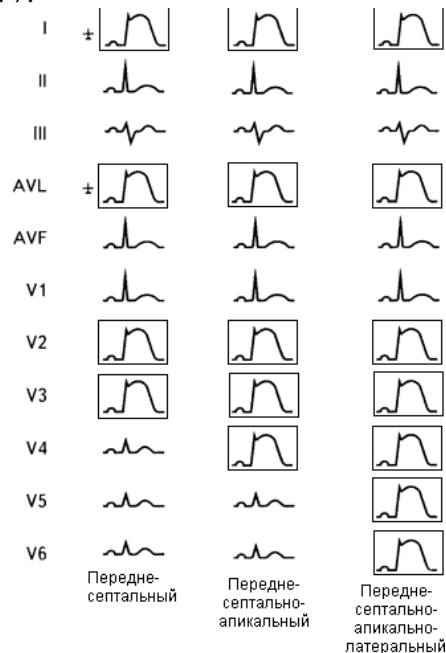 I ±
II
III
AVL ±
AVF
V1
V2
V3
V4
V5
V6
Передне-
септальный
Передне-
септально-
апикальный
Передне-
септально-
апикально-
латеральный